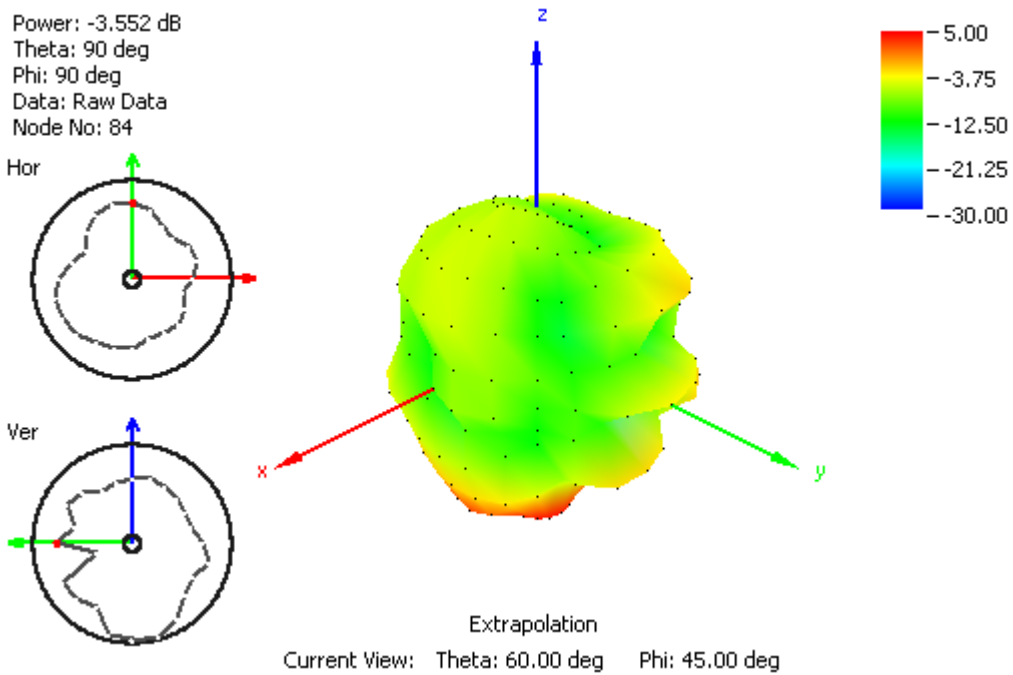 Power: -3.552 dB
Theta: 90 deg
Phi: 90 deg
Data: Raw Data
Node No: 84
Hor
Ver
z
x
y
5.00
-3.75
-12.50
-21.25
-30.00
Extrapolation
Current View: Theta: 60.00 deg Phi: 45.00 deg